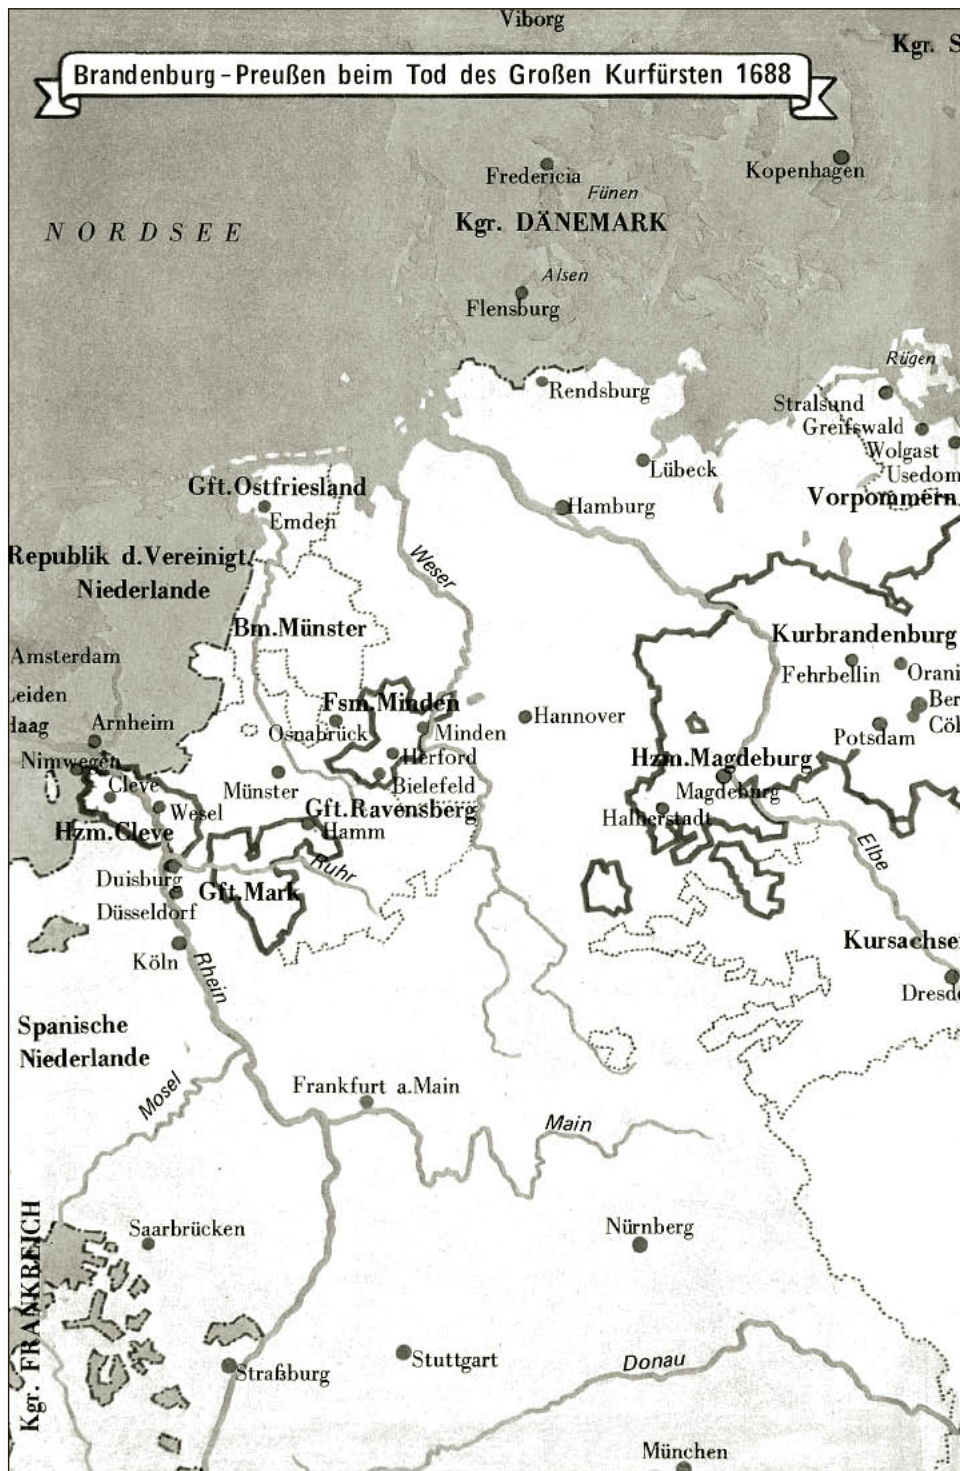 Viborg
Kgr. S
Brandenburg-Preußen beim Tod des Großen Kurfürsten 1688
Kopenhagen
Fredericia
Fünen
Kgr. DÄNEMARK
NORDSEE
Alsen
Flensburg
Rügen
Rendsburg
Stralsund
Greifswald
Wolgast
Usedom
Vorpommern
Lübeck
Hamburg
Gft.Ostfriesland
Emden
Republik d.Vereinigt.
Niederlande
Weser
Bm.Münster
Kurbrandenburg
Amsterdam
Fehrbellin
Orani
Leiden
Haag
Arnheim
Fsm.Minden
Osnabrück
Minden
Hannover
Ber
Cöl
Potsdam
Nimwegen
Herford
Hzm.Magdeburg
Cleve
Münster
Bielefeld
Magdeburg
Wesel
Gft.Ravensberg
Halberstadt
Hzm.Cleve
Hamm
Elbe
Ruhr
Duisburg
Gft.Mark
Düsseldorf
Köln
Rhein
Kursachse
Dresde
Spanische
Niederlande
Mosel
Frankfurt a.Main
Main
Saarbrücken
Nürnberg
Kgr. FRANKREICH
Straßburg
Stuttgart
Donau
München